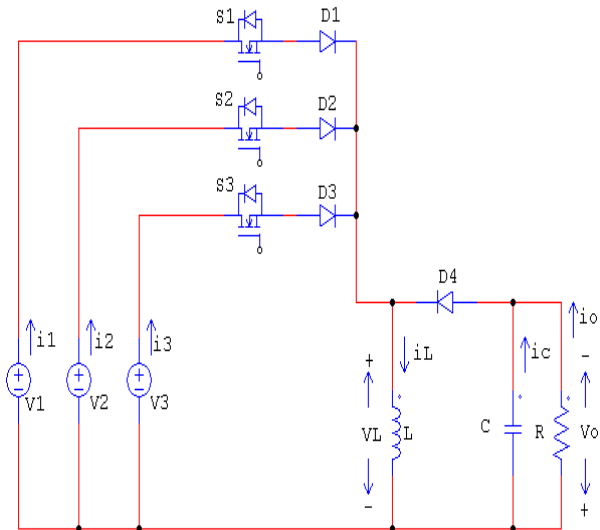 S1
D1
S2
D2
S3
D3
D4
i1
i2
i3
iL
ic
io
+
-
V1
V2
V3
VL
L
C
R
Vo
-
+